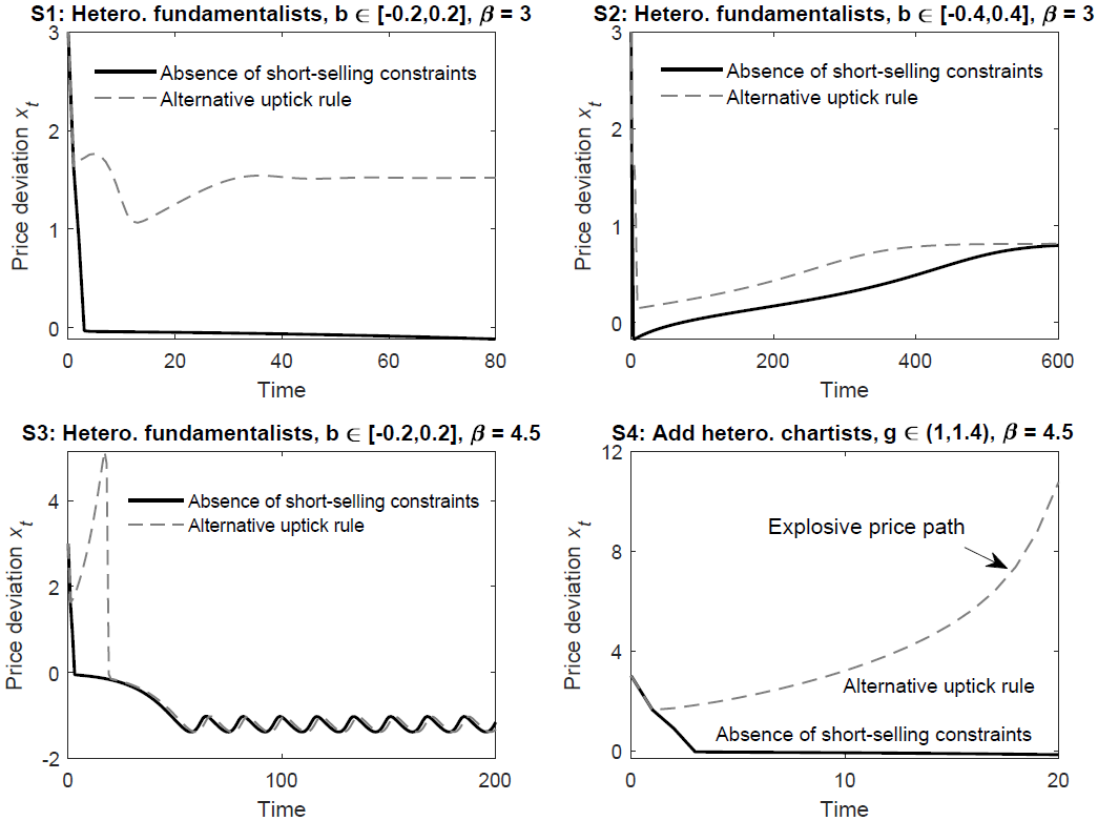 S1: Hetero. fundamentalists, b ∈ [-0.2,0.2], β = 3
3
2
1
0
Price deviation x_t
Absence of short-selling constraints
Alternative uptick rule
0 20 40 60 80
Time
S2: Hetero. fundamentalists, b ∈ [-0.4,0.4], β = 3
3
2
1
0
Price deviation x_t
Absence of short-selling constraints
Alternative uptick rule
0 200 400 600
Time
S3: Hetero. fundamentalists, b ∈ [-0.2,0.2], β = 4.5
4
2
0
-2
Price deviation x_t
Absence of short-selling constraints
Alternative uptick rule
0 100 200
Time
S4: Add hetero. chartists, g ∈ (1,1.4), β = 4.5
12
8
4
0
Price deviation x_t
Explosive price path
Alternative uptick rule
Absence of short-selling constraints
0 10 20
Time